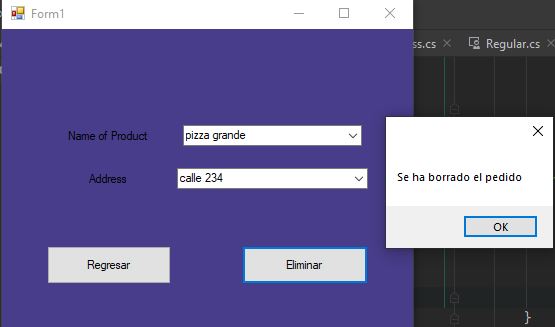 Form1
ss.cs
Regular.cs
Name of Product
pizza grande
Address
calle 234
Se ha borrado el pedido
OK
Regresar
Eliminar
}